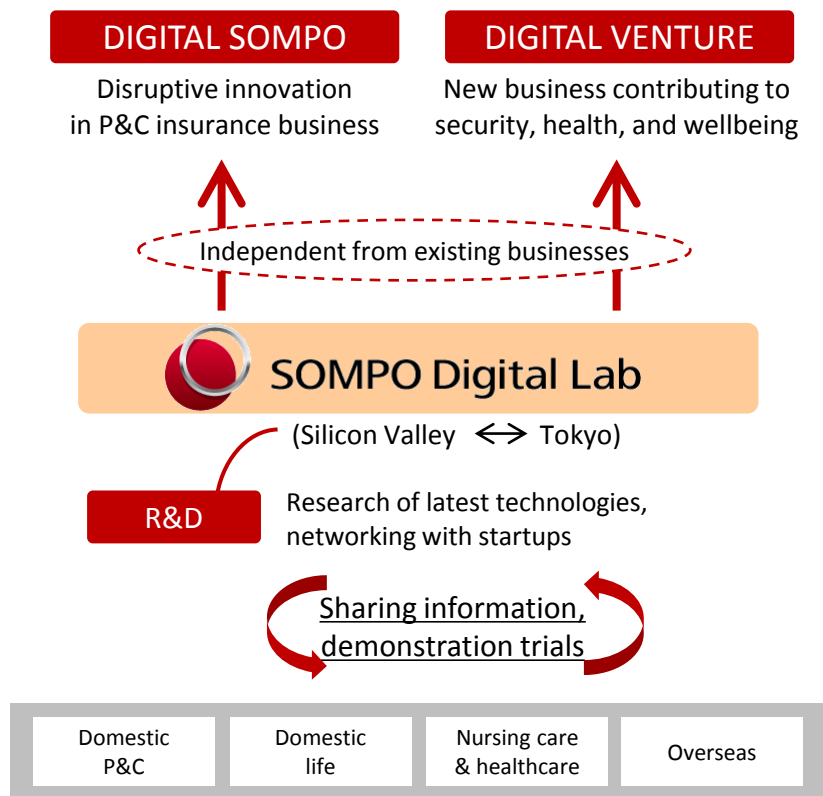 DIGITAL SOMPO
DIGITAL VENTURE
Disruptive innovation
in P&C insurance business
New business contributing to
security, health, and wellbeing
Independent from existing businesses
SOMPO Digital Lab
(Silicon Valley ↔ Tokyo)
R&D
Research of latest technologies,
networking with startups
Sharing information,
demonstration trials
Domestic
P&C
Domestic
life
Nursing care
& healthcare
Overseas